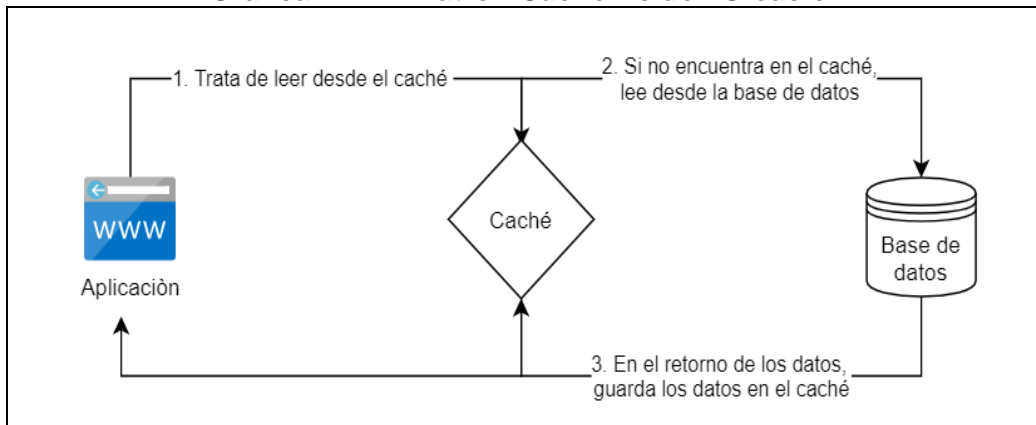 1. Trata de leer desde el caché
2. Si no encuentra en el caché,
lee desde la base de datos
WWW
Aplicaciòn
Caché
Base de
datos
3. En el retorno de los datos,
guarda los datos en el caché